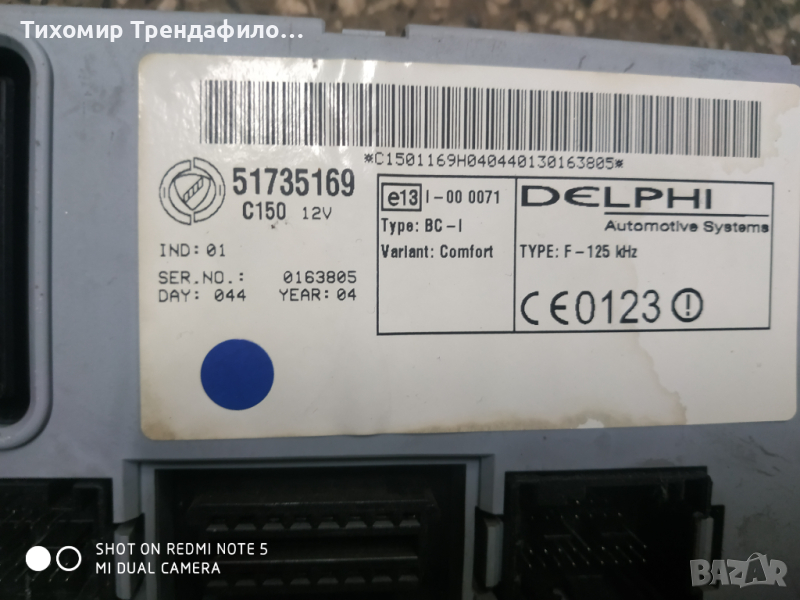 Тихомир Трендафило...
*C1501169H040440130163805*
51735169
C150 12V
IND: 01
SER.NO.: 0163805
DAY: 044 YEAR: 04
e13 I-00 0071
Type: BC-I
Variant: Comfort
DELPHI
Automotive Systems
TYPE: F-125 kHz
CE0123
SHOT ON REDMI NOTE 5
MI DUAL CAMERA
BAZAR